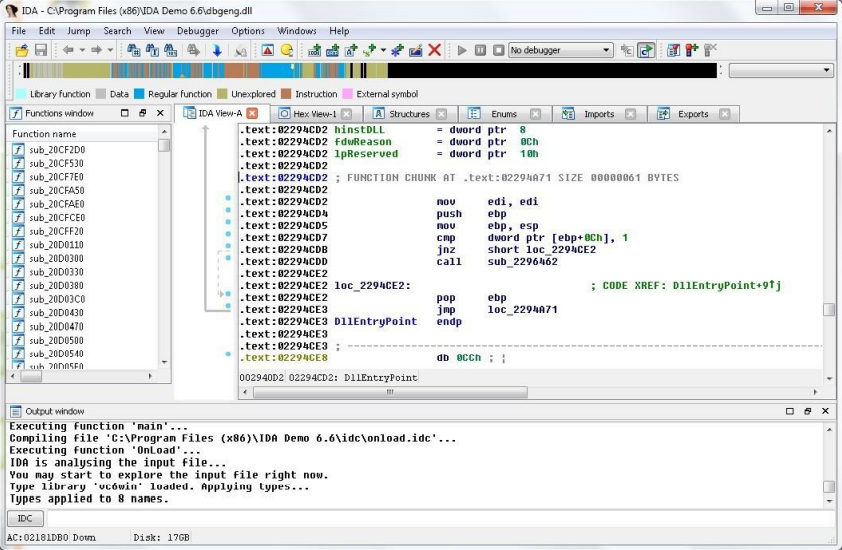 IDA - C:\Program Files (x86)\IDA Demo 6.6\dbgeng.dll
File Edit Jump Search View Debugger Options Windows Help
No debugger
Library function Data Regular function Unexplored Instruction External symbol
Functions window
IDA View-A Hex View-1 Structures Enums Imports Exports
Function name
sub_20CF2D0
sub_20CF530
sub_20CF7E0
sub_20CFA50
sub_20CFAE0
sub_20CFCE0
sub_20CFF20
sub_20D0110
sub_20D0300
sub_20D0330
sub_20D0380
sub_20D03C0
sub_20D0430
sub_20D0470
sub_20D0500
sub_20D0540
sub_20D05F0
.text:02294CD2 hinstDLL = dword ptr 8
.text:02294CD2 fdwReason = dword ptr 0Ch
.text:02294CD2 lpReserved = dword ptr 10h
.text:02294CD2
.text:02294CD2 ; FUNCTION CHUNK AT .text:02294A71 SIZE 00000061 BYTES
.text:02294CD2
.text:02294CD2 mov edi, edi
.text:02294CD4 push ebp
.text:02294CD5 mov ebp, esp
.text:02294CD7 cmp dword ptr [ebp+0Ch], 1
.text:02294CDB jnz short loc_2294CE2
.text:02294CDD call sub_2296462
.text:02294CE2
.text:02294CE2 loc_2294CE2: ; CODE XREF: DllEntryPoint+9↑j
.text:02294CE2 pop ebp
.text:02294CE3 jmp loc_2294A71
.text:02294CE3 DllEntryPoint endp
.text:02294CE3
.text:02294CE3 ; ---------------------------------------------------------------------------
.text:02294CE8 db 0CCh ; ¦
002940D2 02294CD2: DllEntryPoint
Output window
Executing function 'main'...
Compiling file 'C:\Program Files (x86)\IDA Demo 6.6\idc\onload.idc'...
Executing function 'OnLoad'...
IDA is analysing the input file...
You may start to explore the input file right now.
Type library 'vc6win' loaded. Applying types...
Types applied to 8 names.
IDC
AC:02181DB0 Down Disk: 17GB